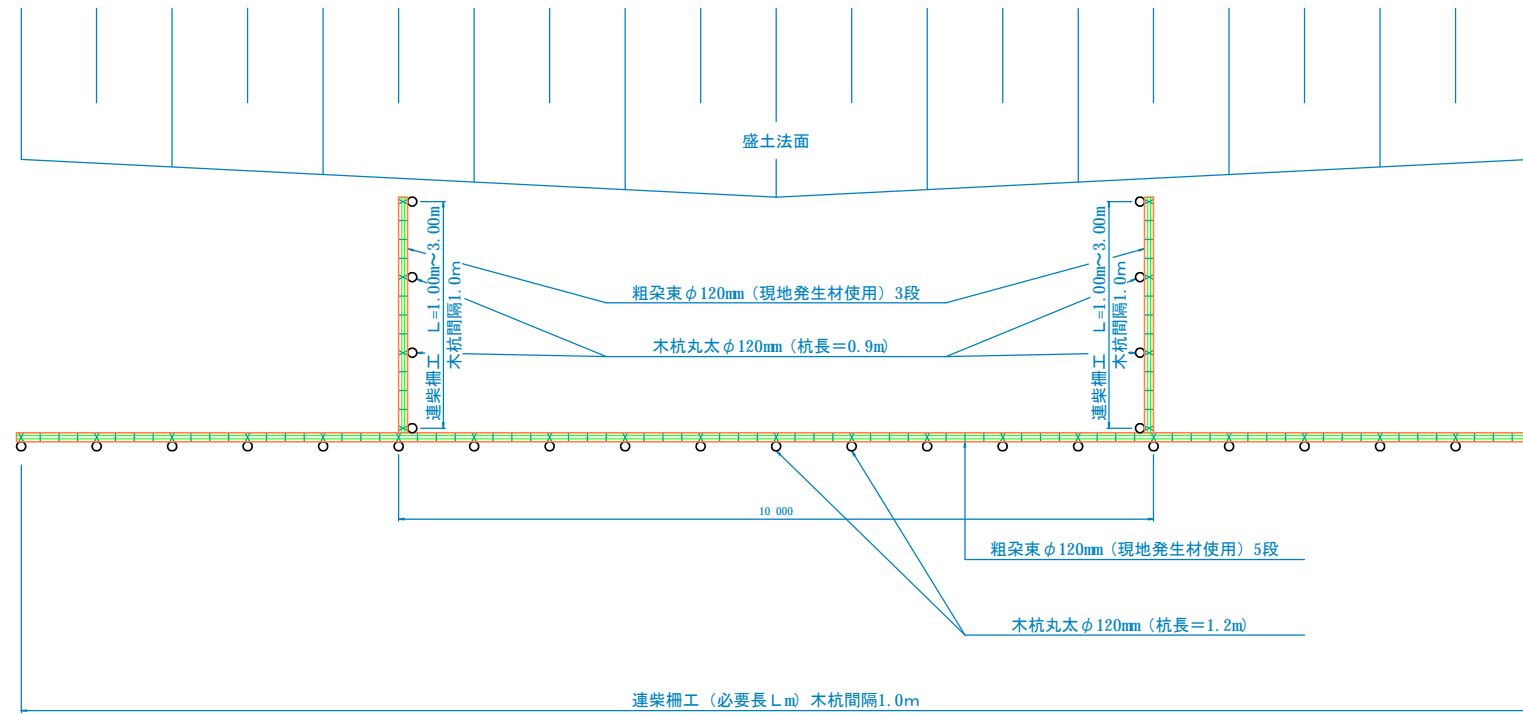 盛土法面
連柴柵工 L=1.00m~3.00m
木杭間隔1.0m
連柴柵工 L=1.00m~3.00m
木杭間隔1.0m
粗朶束φ120mm(現地発生材使用)3段
木杭丸太φ120mm(杭長=0.9m)
10 000
粗朶束φ120mm(現地発生材使用)5段
木杭丸太φ120mm(杭長=1.2m)
連柴柵工(必要長Lm)木杭間隔1.0m